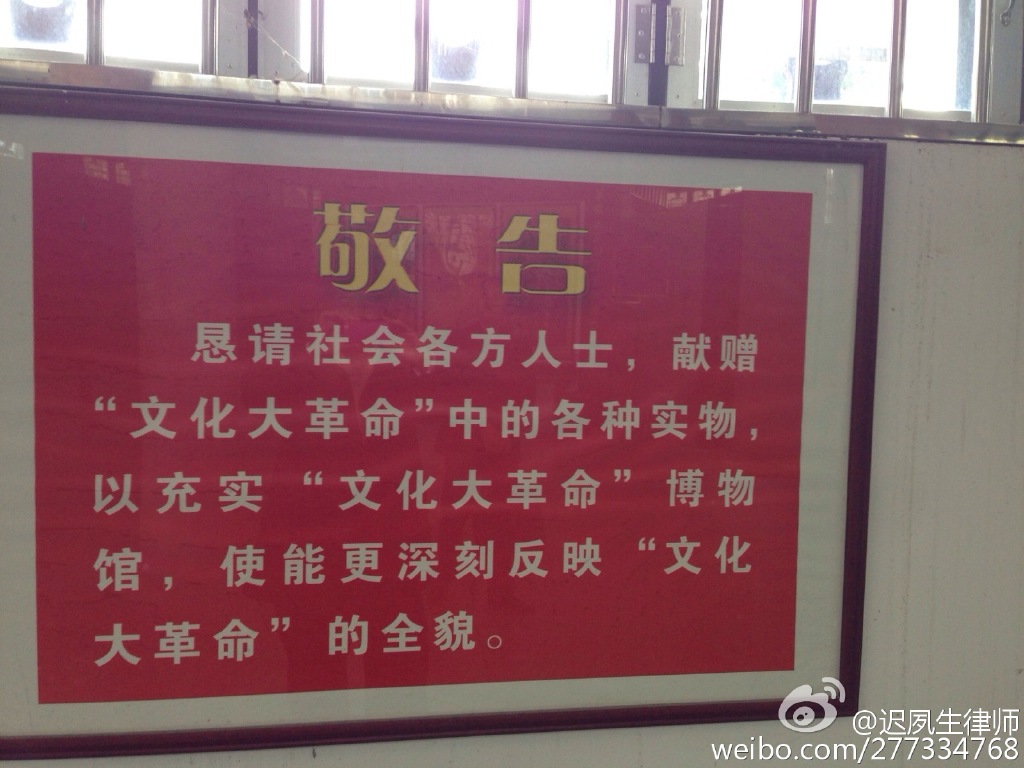 敬告
恳请社会各方人士，献赠
“文化大革命”中的各种实物，
以充实“文化大革命”博物
馆，使能更深刻反映“文化
大革命”的全貌。
@迟夙生律师
weibo.com/277334768